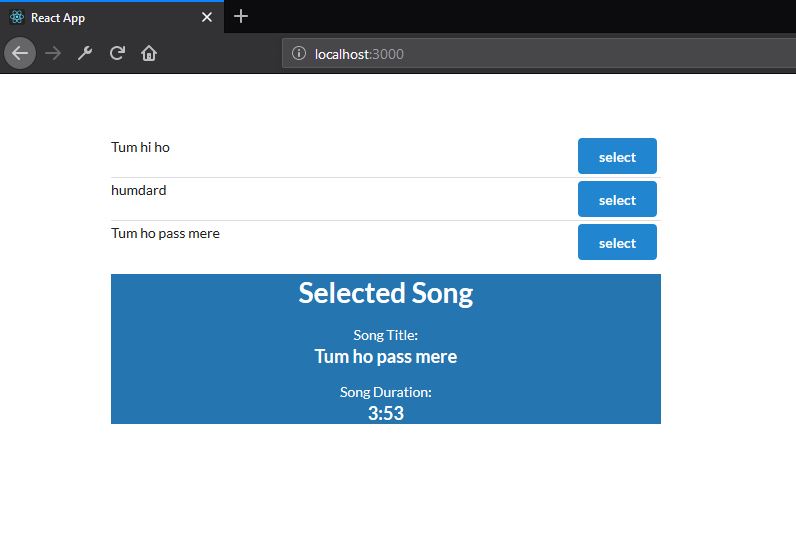 React App
localhost:3000
Tum hi ho
select
humdard
select
Tum ho pass mere
select
Selected Song
Song Title:
Tum ho pass mere
Song Duration:
3:53